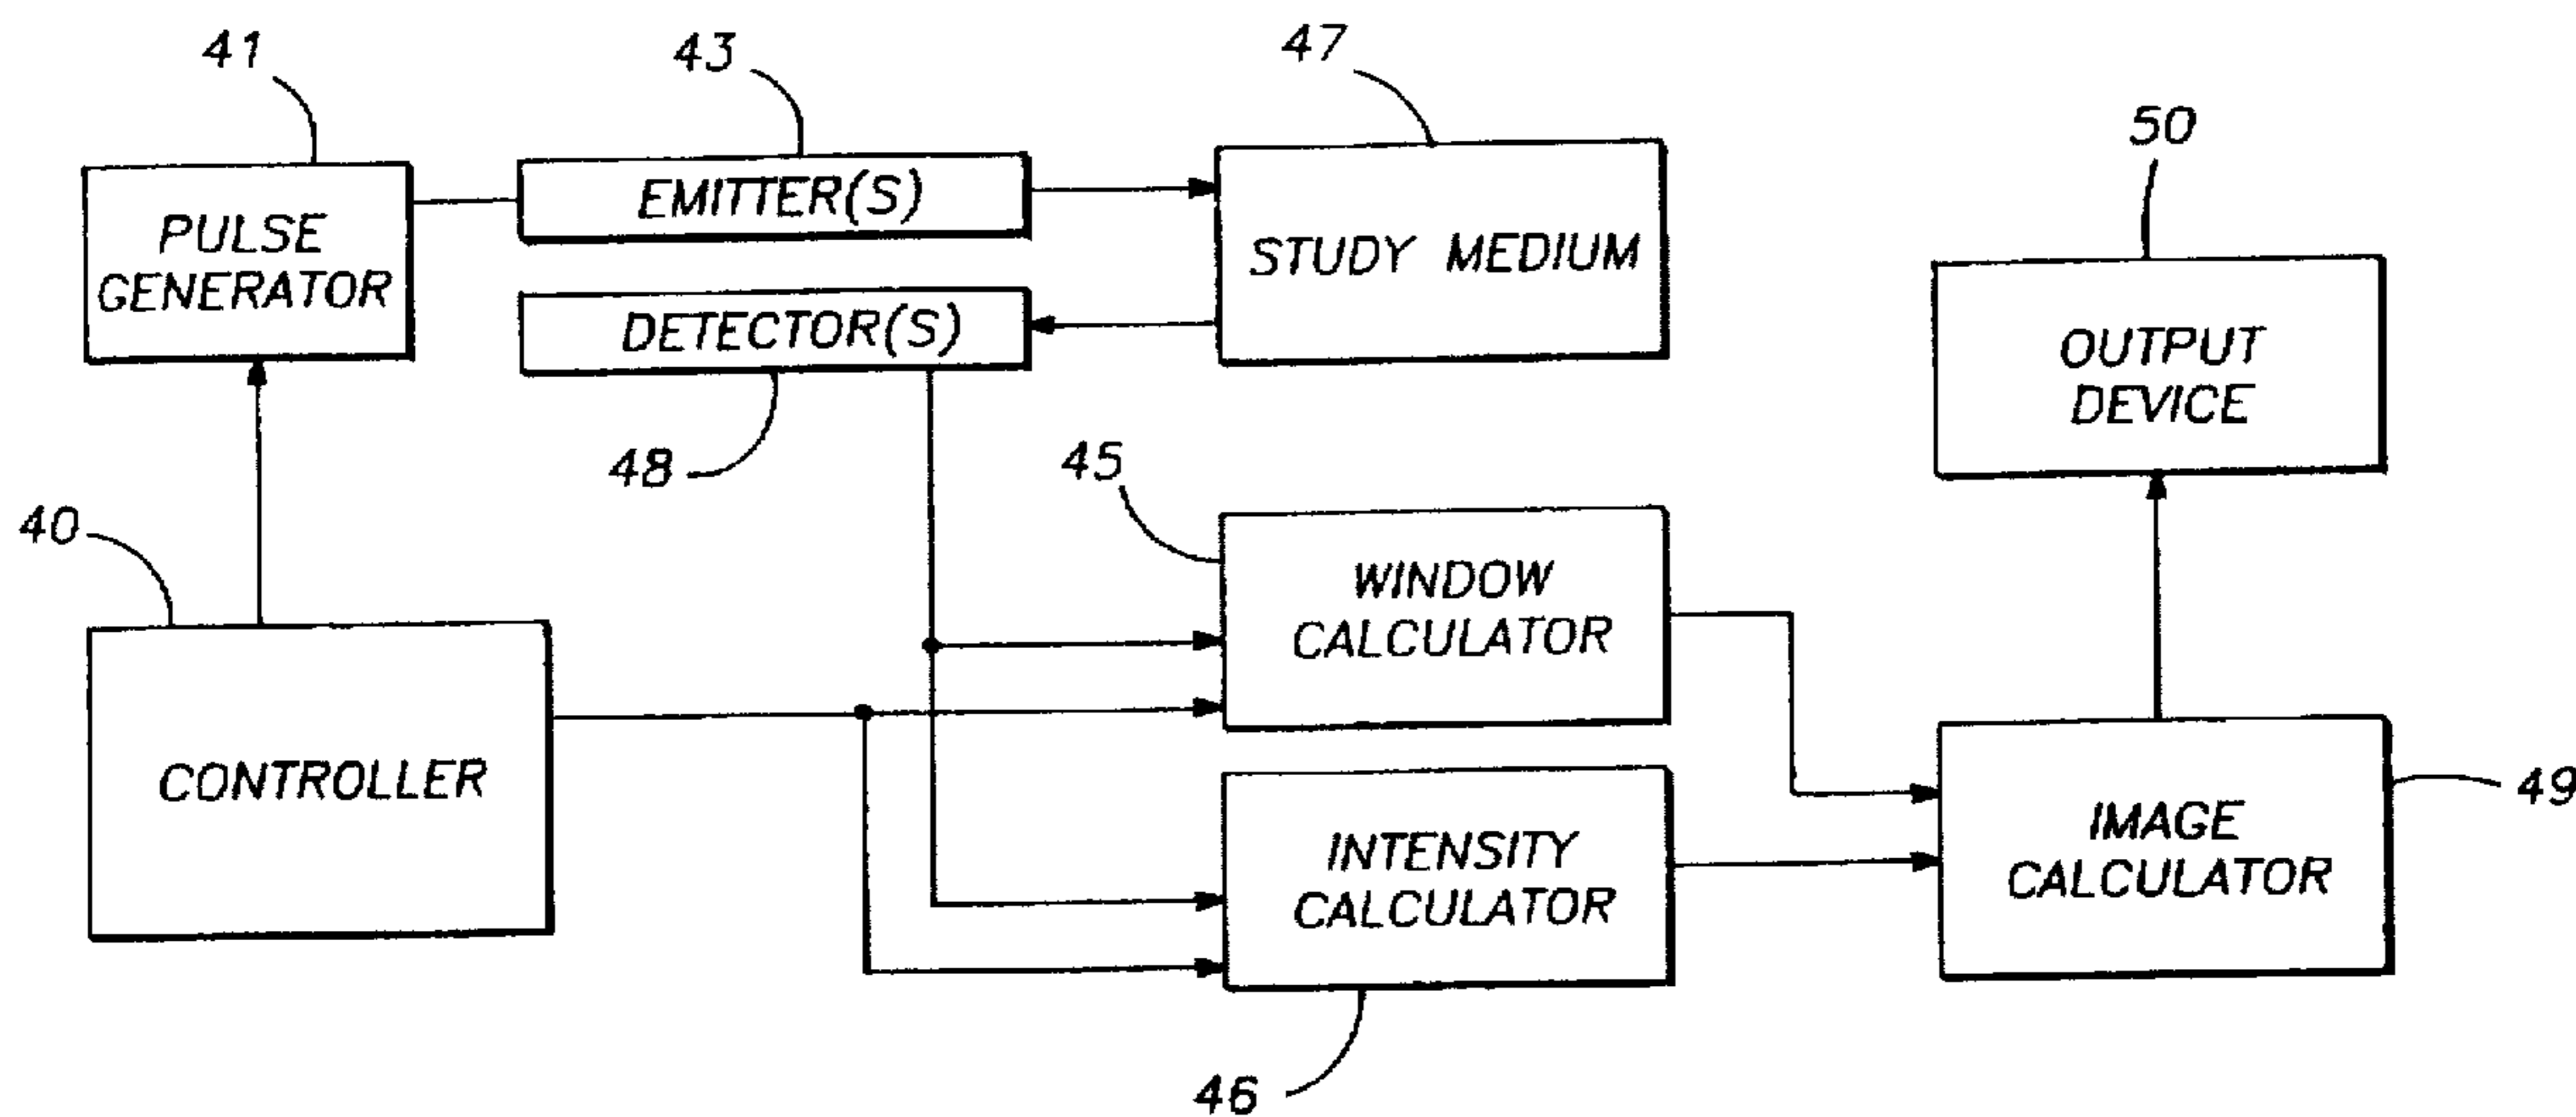 41
43
47
50
PULSE
GENERATOR
EMITTER(S)
STUDY MEDIUM
DETECTOR(S)
OUTPUT
DEVICE
48
45
40
WINDOW
CALCULATOR
CONTROLLER
INTENSITY
CALCULATOR
IMAGE
CALCULATOR
49
46